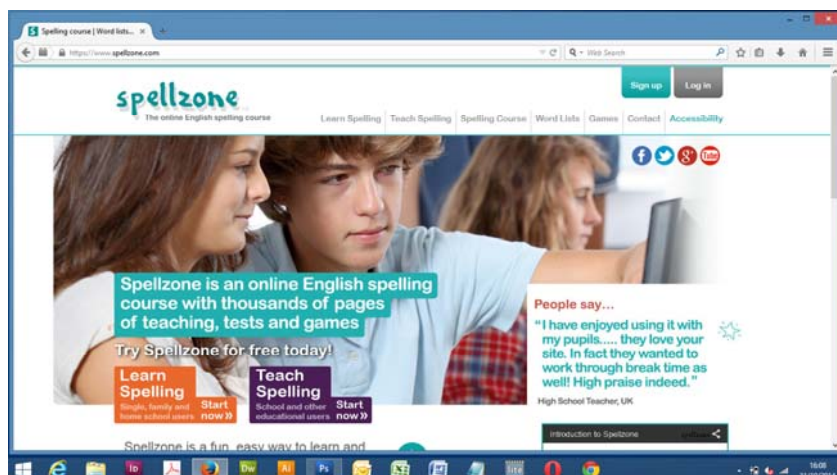 Spelling course | Word lists...
https://www.spellzone.com
Web Search
Sign up
Log in
spellzone
The online English spelling course
Learn Spelling
Teach Spelling
Spelling Course
Word Lists
Games
Contact
Accessibility
Spellzone is an online English spelling
course with thousands of pages
of teaching, tests and games
Try Spellzone for free today!
Learn
Spelling
Single, family and
home school users
Start
now»
Teach
Spelling
School and other
educational users
Start
now»
People say...
“I have enjoyed using it with
my pupils..... they love your
site. In fact they wanted to
work through break time as
well! High praise indeed.”
High School Teacher, UK
Introduction to Spellzone
Spellzone is a fun, easy way to learn and
Id
Dw
Ai
Ps
lite
16:08